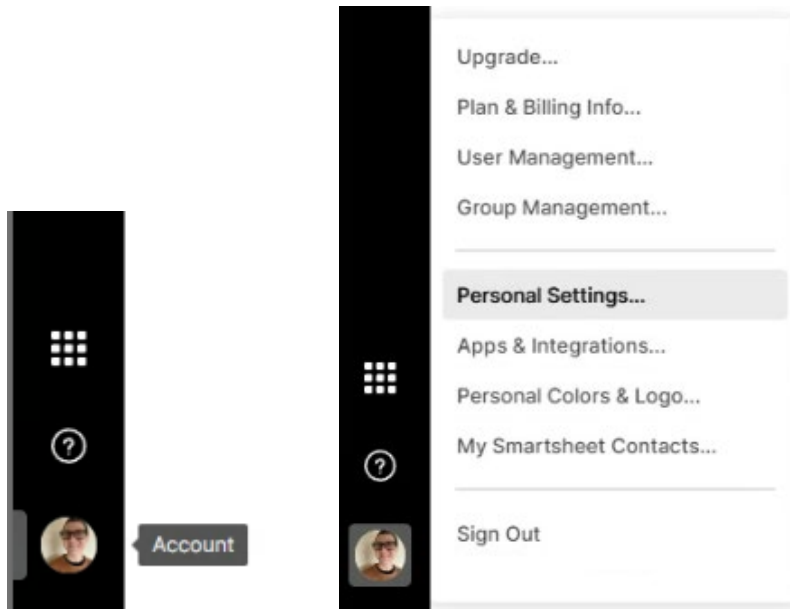 Account
Upgrade...
Plan & Billing Info...
User Management...
Group Management...
Personal Settings...
Apps & Integrations...
Personal Colors & Logo...
My Smartsheet Contacts...
Sign Out